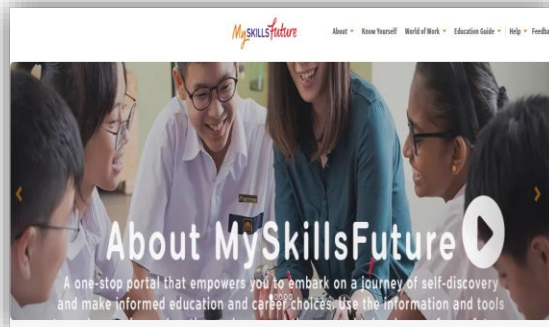 MySKILLSfuture
About Know Yourself World of Work Education Guide Help Feedba
About MySkillsFuture
A one-stop portal that empowers you to embark on a journey of self-discovery
and make informed education and career choices. Use the information and tools